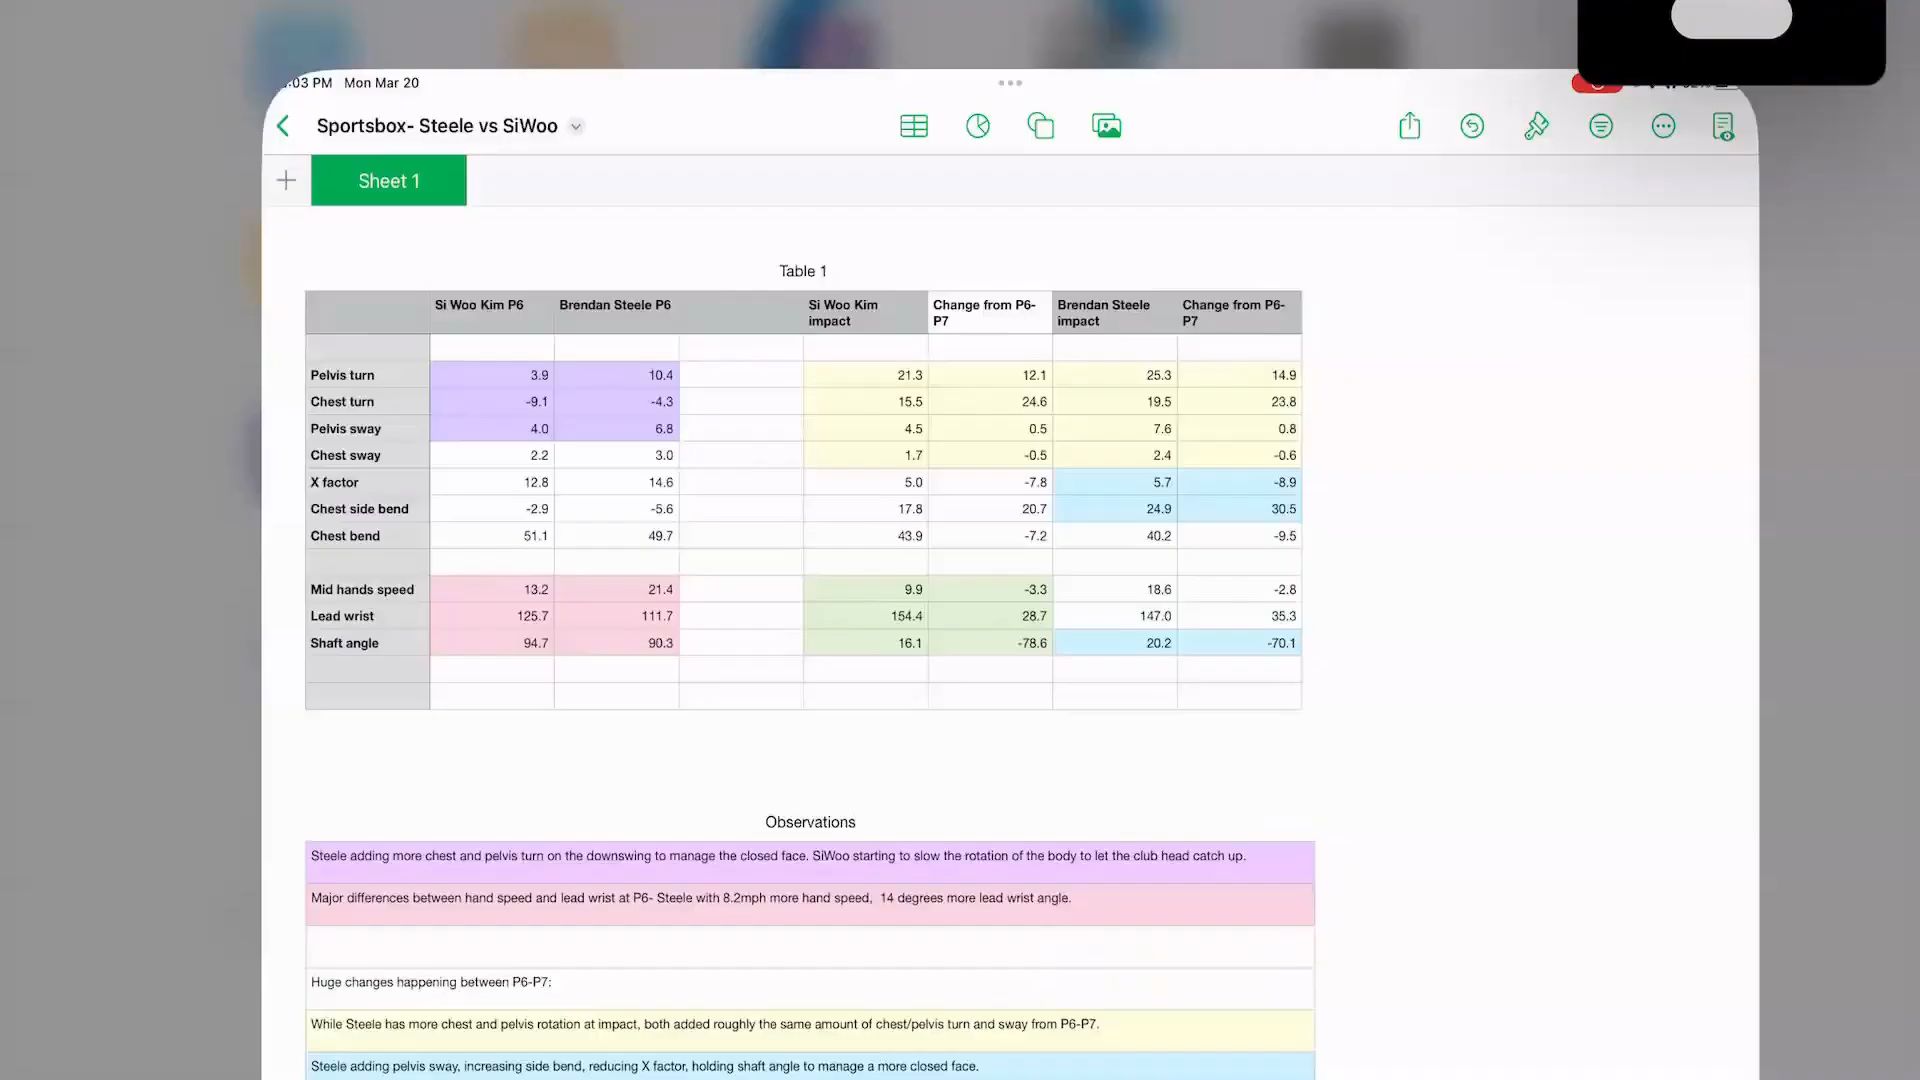 :03 PM Mon Mar 20
Sportsbox- Steele vs SiWoo
Sheet 1
Table 1
Si Woo Kim P6 Brendan Steele P6 Si Woo Kim impact Change from P6-P7 Brendan Steele impact Change from P6-P7
Pelvis turn 3.9 10.4 21.3 12.1 25.3 14.9
Chest turn -9.1 -4.3 15.5 24.6 19.5 23.8
Pelvis sway 4.0 6.8 4.5 0.5 7.6 0.8
Chest sway 2.2 3.0 1.7 -0.5 2.4 -0.6
X factor 12.8 14.6 5.0 -7.8 5.7 -8.9
Chest side bend -2.9 -5.6 17.8 20.7 24.9 30.5
Chest bend 51.1 49.7 43.9 -7.2 40.2 -9.5
Mid hands speed 13.2 21.4 9.9 -3.3 18.6 -2.8
Lead wrist 125.7 111.7 154.4 28.7 147.0 35.3
Shaft angle 94.7 90.3 16.1 -78.6 20.2 -70.1
Observations
Steele adding more chest and pelvis turn on the downswing to manage the closed face. SiWoo starting to slow the rotation of the body to let the club head catch up.
Major differences between hand speed and lead wrist at P6- Steele with 8.2mph more hand speed, 14 degrees more lead wrist angle.
Huge changes happening between P6-P7:
While Steele has more chest and pelvis rotation at impact, both added roughly the same amount of chest/pelvis turn and sway from P6-P7.
Steele adding pelvis sway, increasing side bend, reducing X factor, holding shaft angle to manage a more closed face.